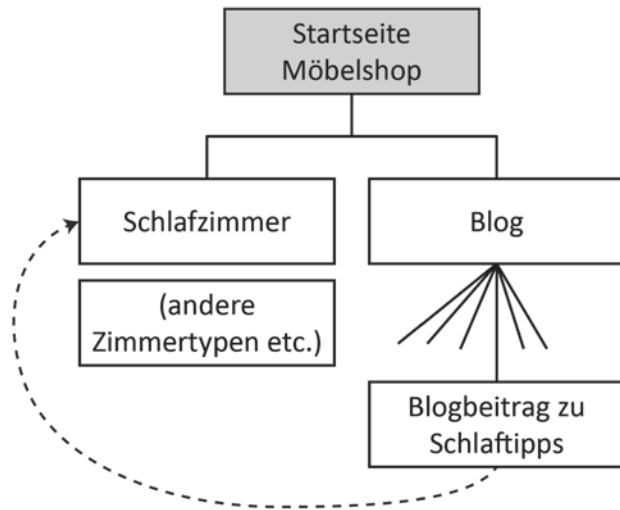 Startseite
Möbelshop
Schlafzimmer
Blog
(andere
Zimmertypen etc.)
Blogbeitrag zu
Schlaftipps